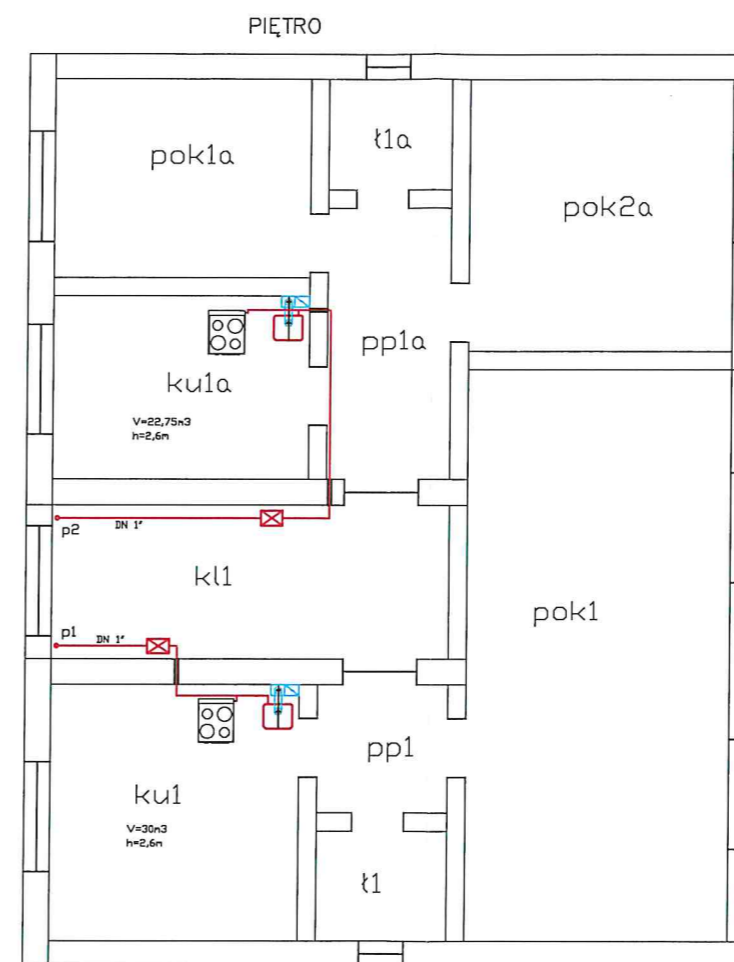 PIĘTRO
pok1a
ł1a
pok2a
pp1a
ku1a
V=22,75m3
h=2,6m
p2
DN 1"
kl1
pok1
p1
DN 1"
pp1
ku1
V=30m3
h=2,6m
ł1